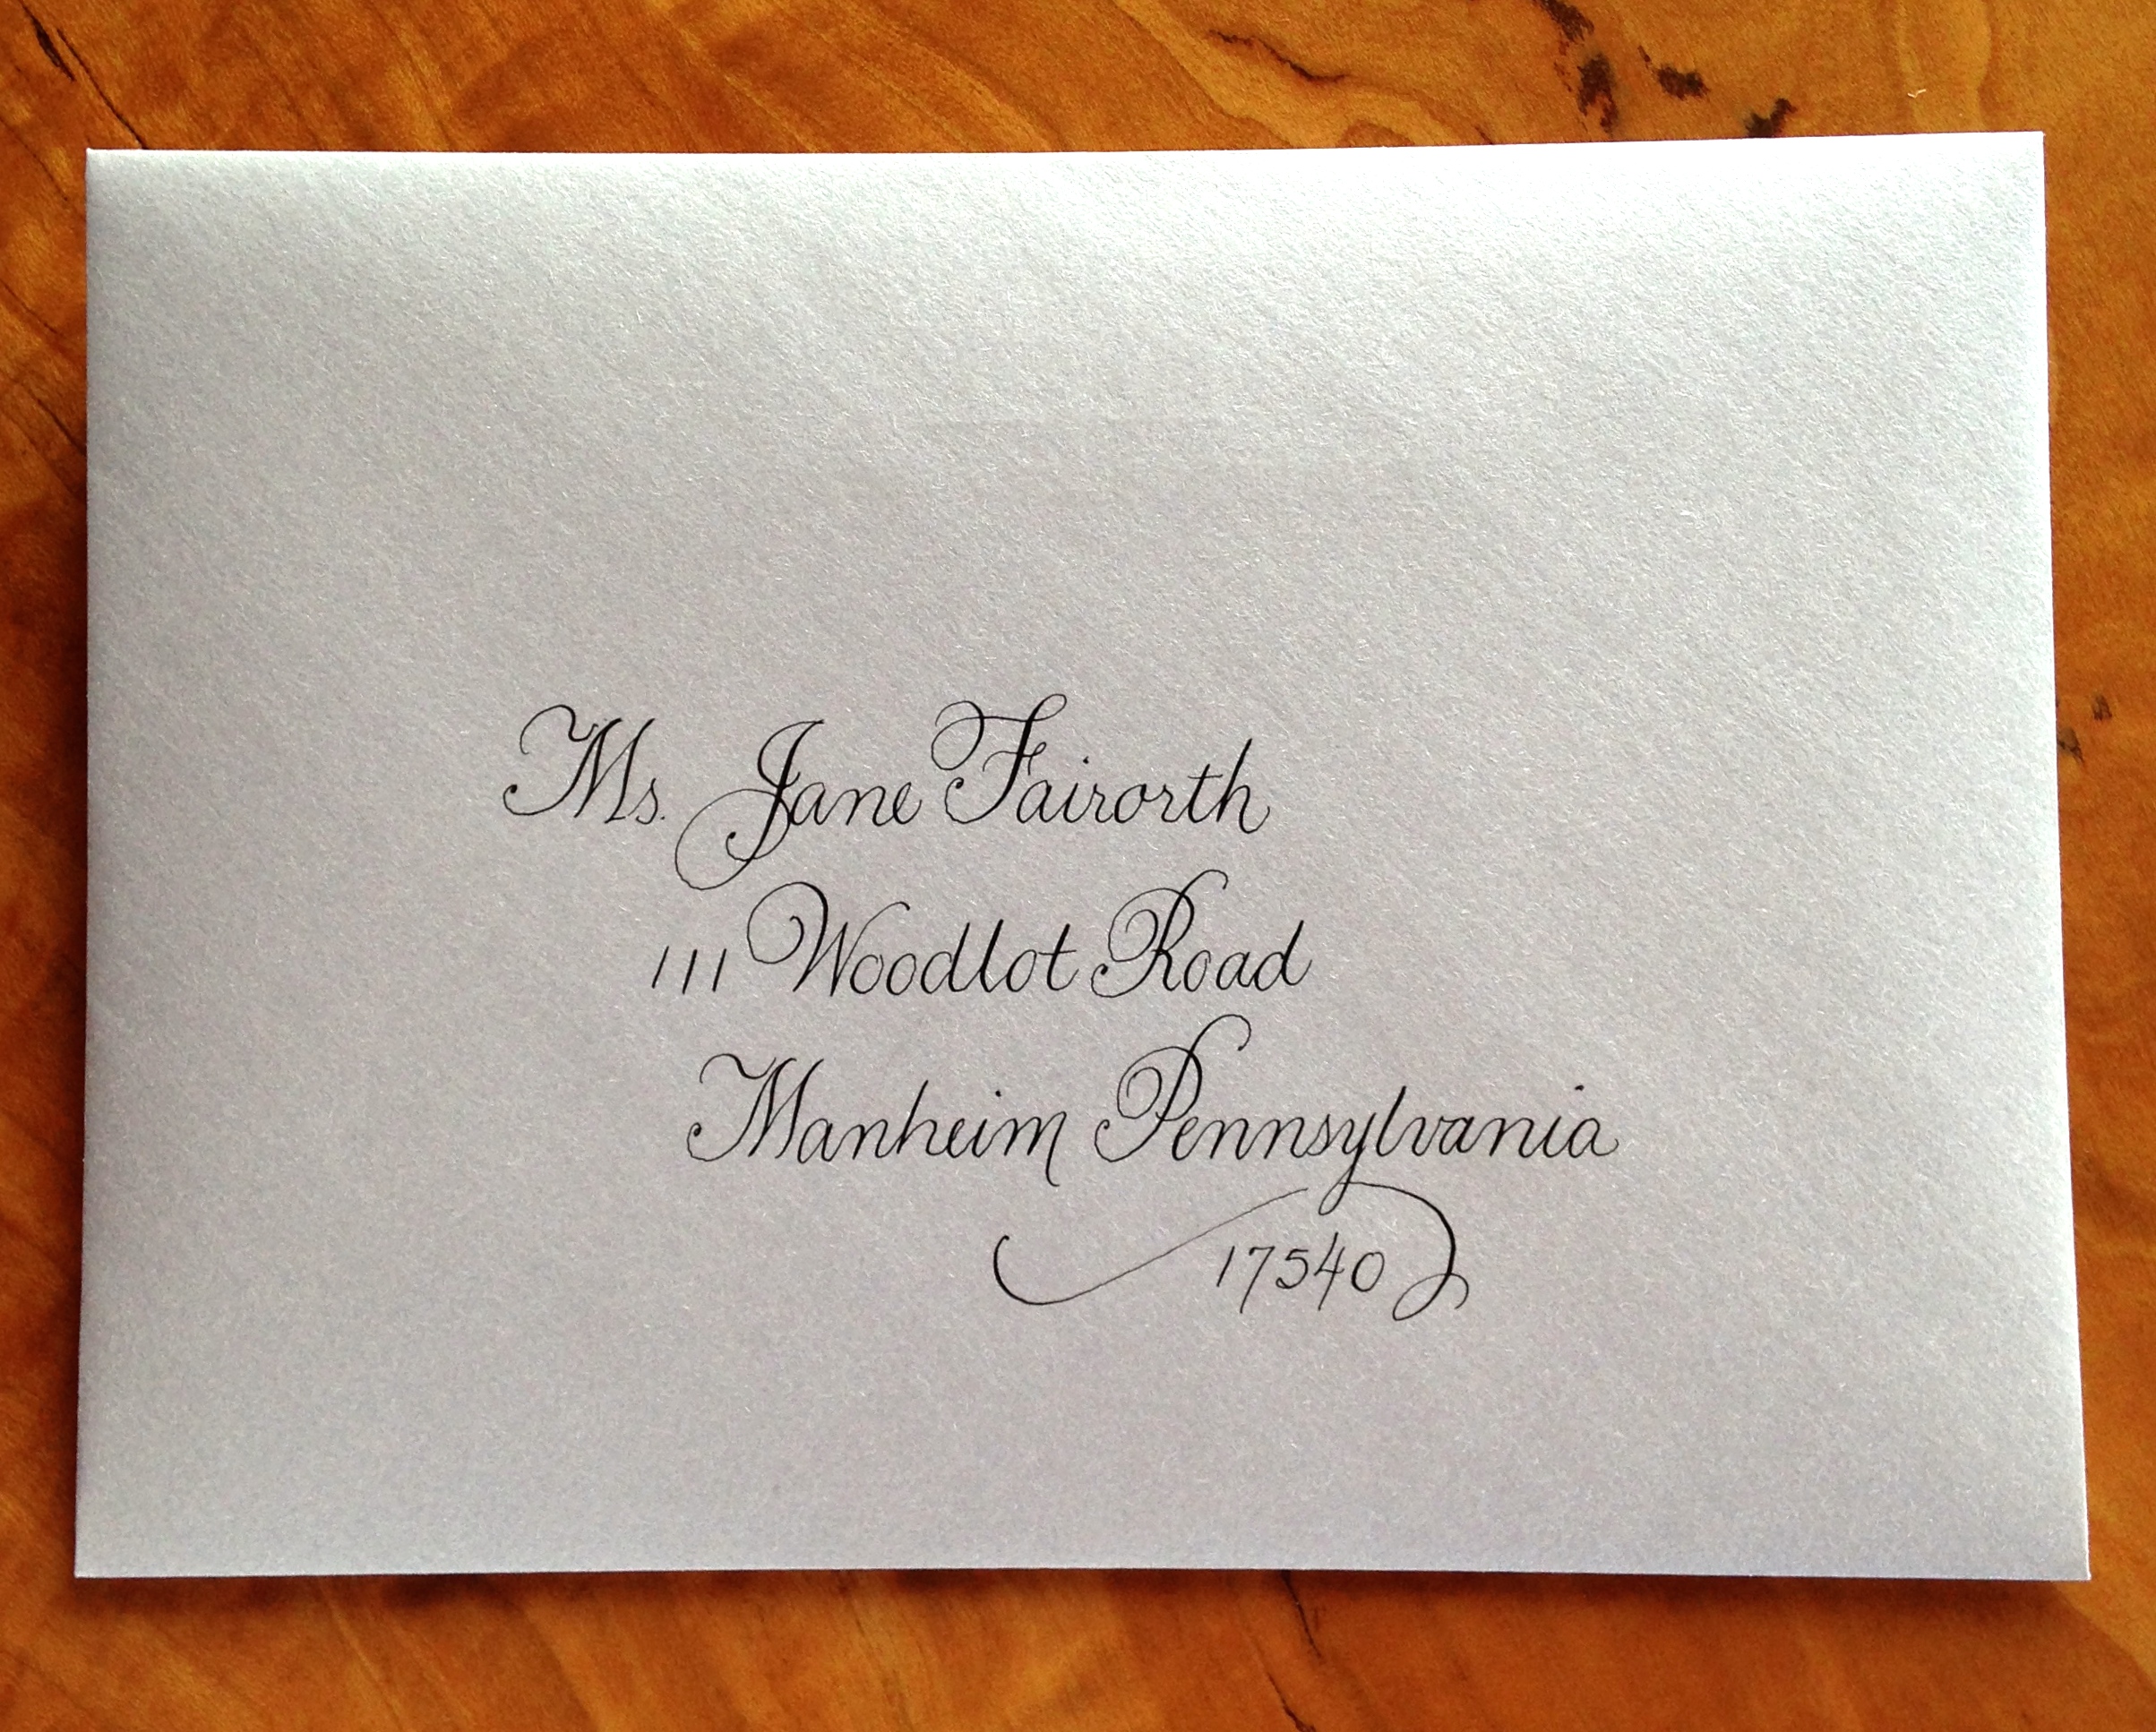 Ms. Jane Fairorth
111 Woodlot Road
Manheim Pennsylvania
17540